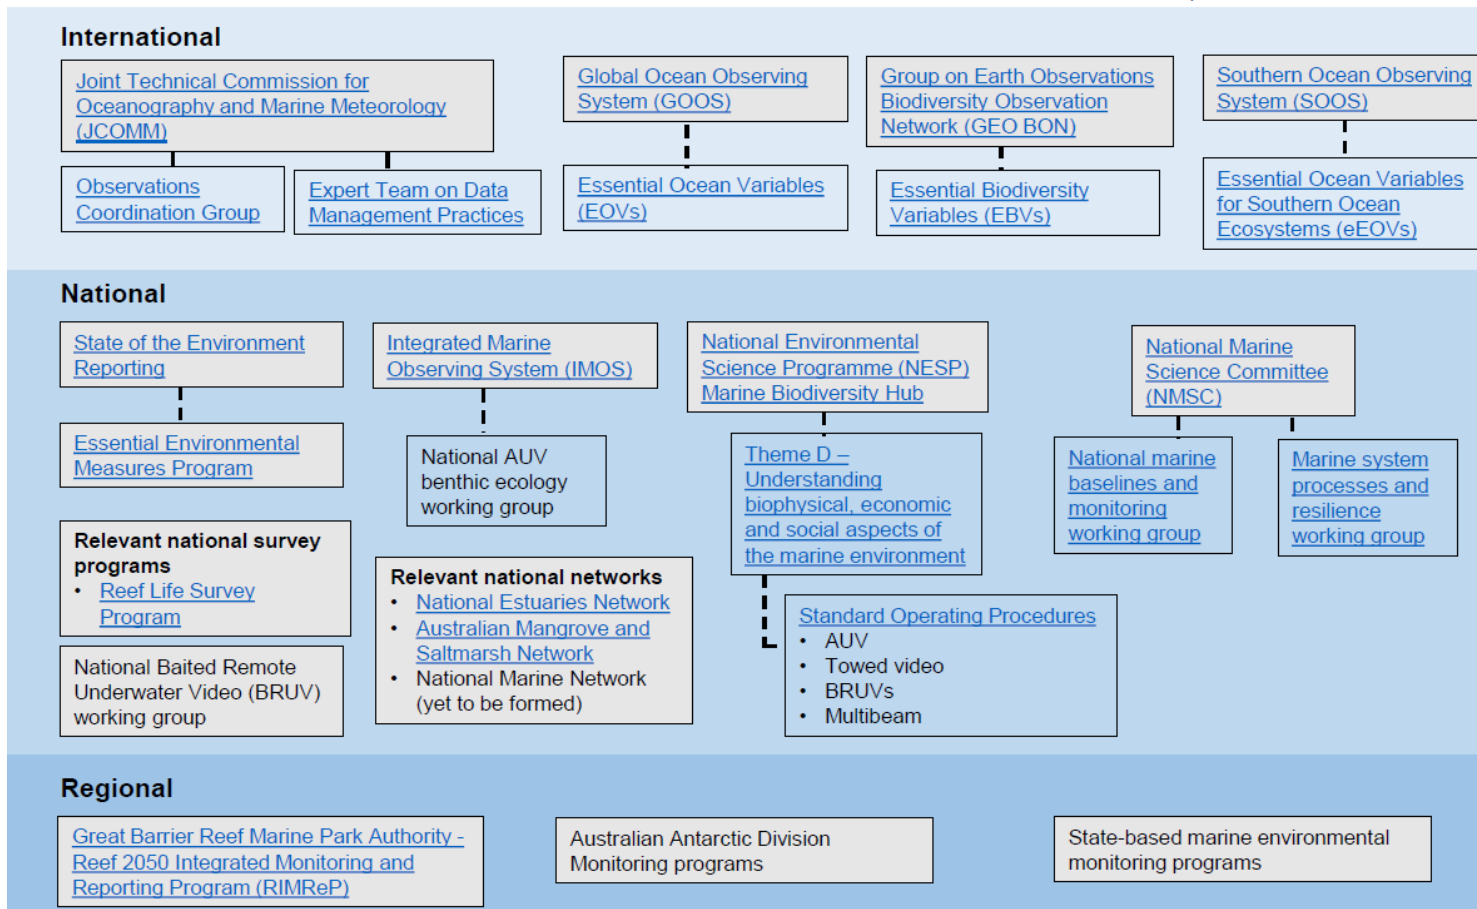 International
Joint Technical Commission for
Oceanography and Marine Meteorology
(JCOMM)
Global Ocean Observing
System (GOOS)
Group on Earth Observations
Biodiversity Observation
Network (GEO BON)
Southern Ocean Observing
System (SOOS)
Observations
Coordination Group
Expert Team on Data
Management Practices
Essential Ocean Variables
(EOVs)
Essential Biodiversity
Variables (EBVs)
Essential Ocean Variables
for Southern Ocean
Ecosystems (eEOVs)
National
State of the Environment
Reporting
Integrated Marine
Observing System (IMOS)
National Environmental
Science Programme (NESP)
Marine Biodiversity Hub
National Marine
Science Committee
(NMSC)
Essential Environmental
Measures Program
National AUV
benthic ecology
working group
Theme D –
Understanding
biophysical, economic
and social aspects of
the marine environment
National marine
baselines and
monitoring
working group
Marine system
processes and
resilience
working group
Relevant national survey
programs
• Reef Life Survey
Program
Relevant national networks
• National Estuaries Network
• Australian Mangrove and
Saltmarsh Network
• National Marine Network
(yet to be formed)
Standard Operating Procedures
• AUV
• Towed video
• BRUVs
• Multibeam
National Baited Remote
Underwater Video (BRUV)
working group
Regional
Great Barrier Reef Marine Park Authority -
Reef 2050 Integrated Monitoring and
Reporting Program (RIMReP)
Australian Antarctic Division
Monitoring programs
State-based marine environmental
monitoring programs